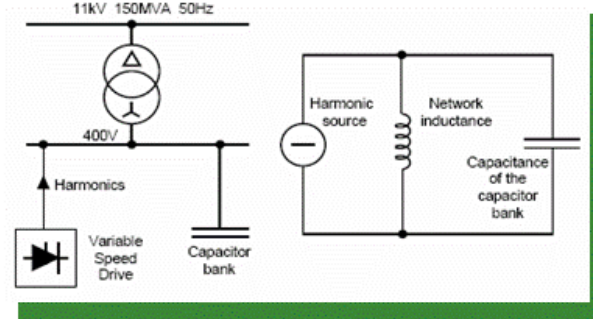 11kV 150MVA 50Hz
400V
Harmonics
Variable
Speed
Drive
Capacitor
bank
Harmonic
source
Network
inductance
Capacitance
of the
capacitor
bank